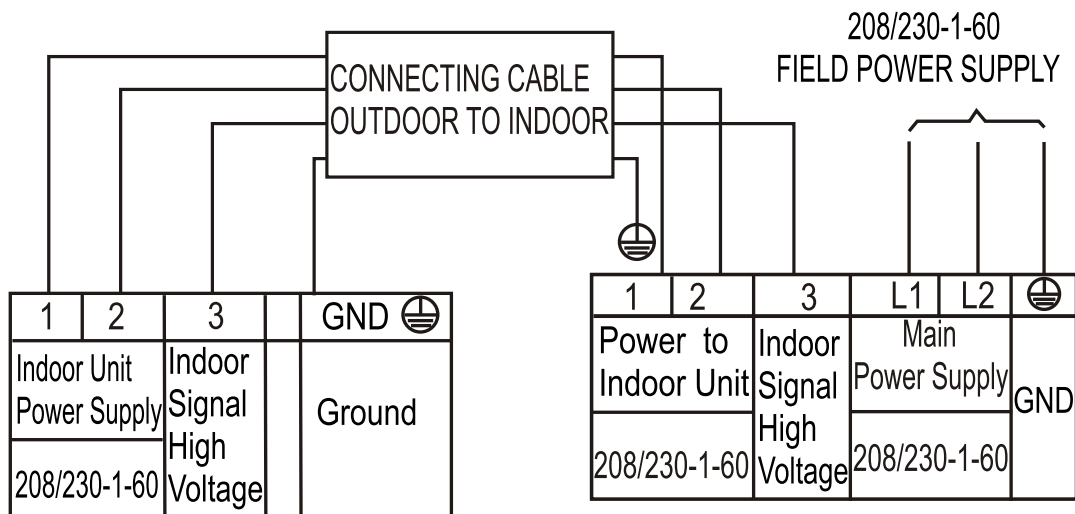 208/230-1-60
FIELD POWER SUPPLY
CONNECTING CABLE
OUTDOOR TO INDOOR
1 2 3 GND
Indoor Unit
Power Supply
208/230-1-60
Indoor
Signal
High
Voltage
Ground
1 2 3 L1 L2
Power to
Indoor Unit
208/230-1-60
Indoor
Signal
High
Voltage
Main
Power Supply
208/230-1-60
GND